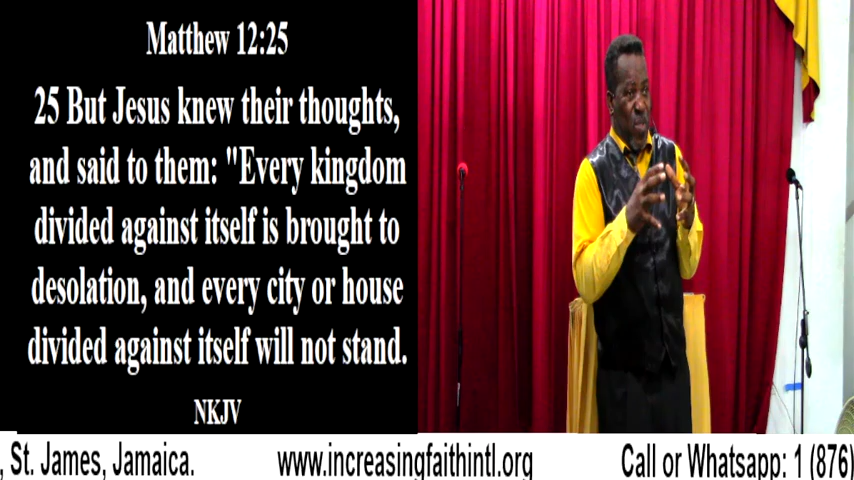 Matthew 12:25
25 But Jesus knew their thoughts,
and said to them: "Every kingdom
divided against itself is brought to
desolation, and every city or house
divided against itself will not stand.
NKJV
, St. James, Jamaica. www.increasingfaithintl.org Call or Whatsapp: 1 (876)